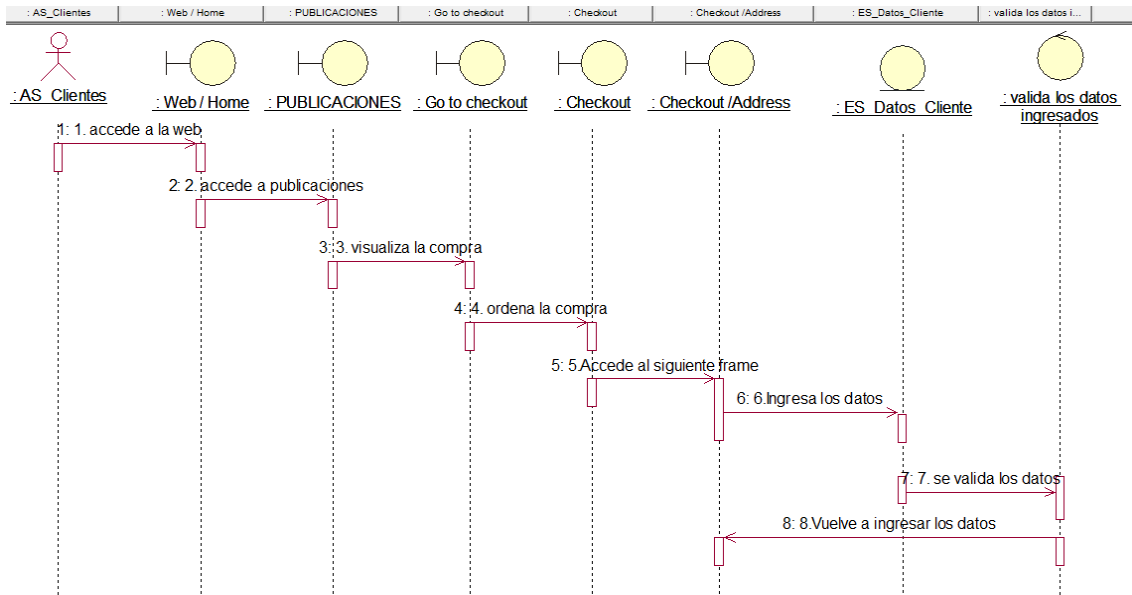 : AS_Clientes
: Web / Home
: PUBLICACIONES
: Go to checkout
: Checkout
: Checkout /Address
: ES_Datos_Cliente
: valida los datos i...
: AS_Clientes
: Web / Home
: PUBLICACIONES
: Go to checkout
: Checkout
: Checkout /Address
: ES_Datos_Cliente
: valida los datos
ingresados
1: 1. accede a la web
2: 2. accede a publicaciones
3: 3. visualiza la compra
4: 4. ordena la compra
5: 5.Accede al siguiente frame
6: 6.Ingresa los datos
7: 7. se valida los datos
8: 8.Vuelve a ingresar los datos